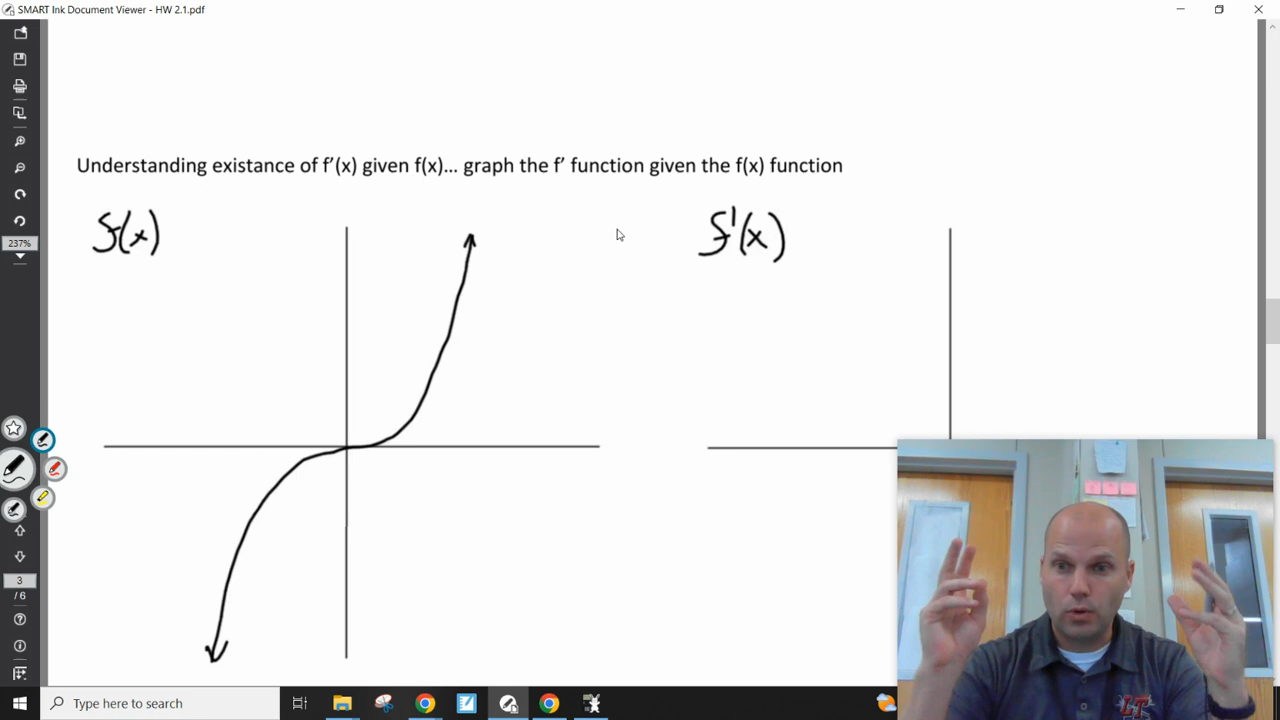 SMART Ink Document Viewer - HW 2.1.pdf
Understanding existance of f'(x) given f(x)... graph the f' function given the f(x) function
f(x)
f'(x)
237%
3
/ 6
LT
Type here to search